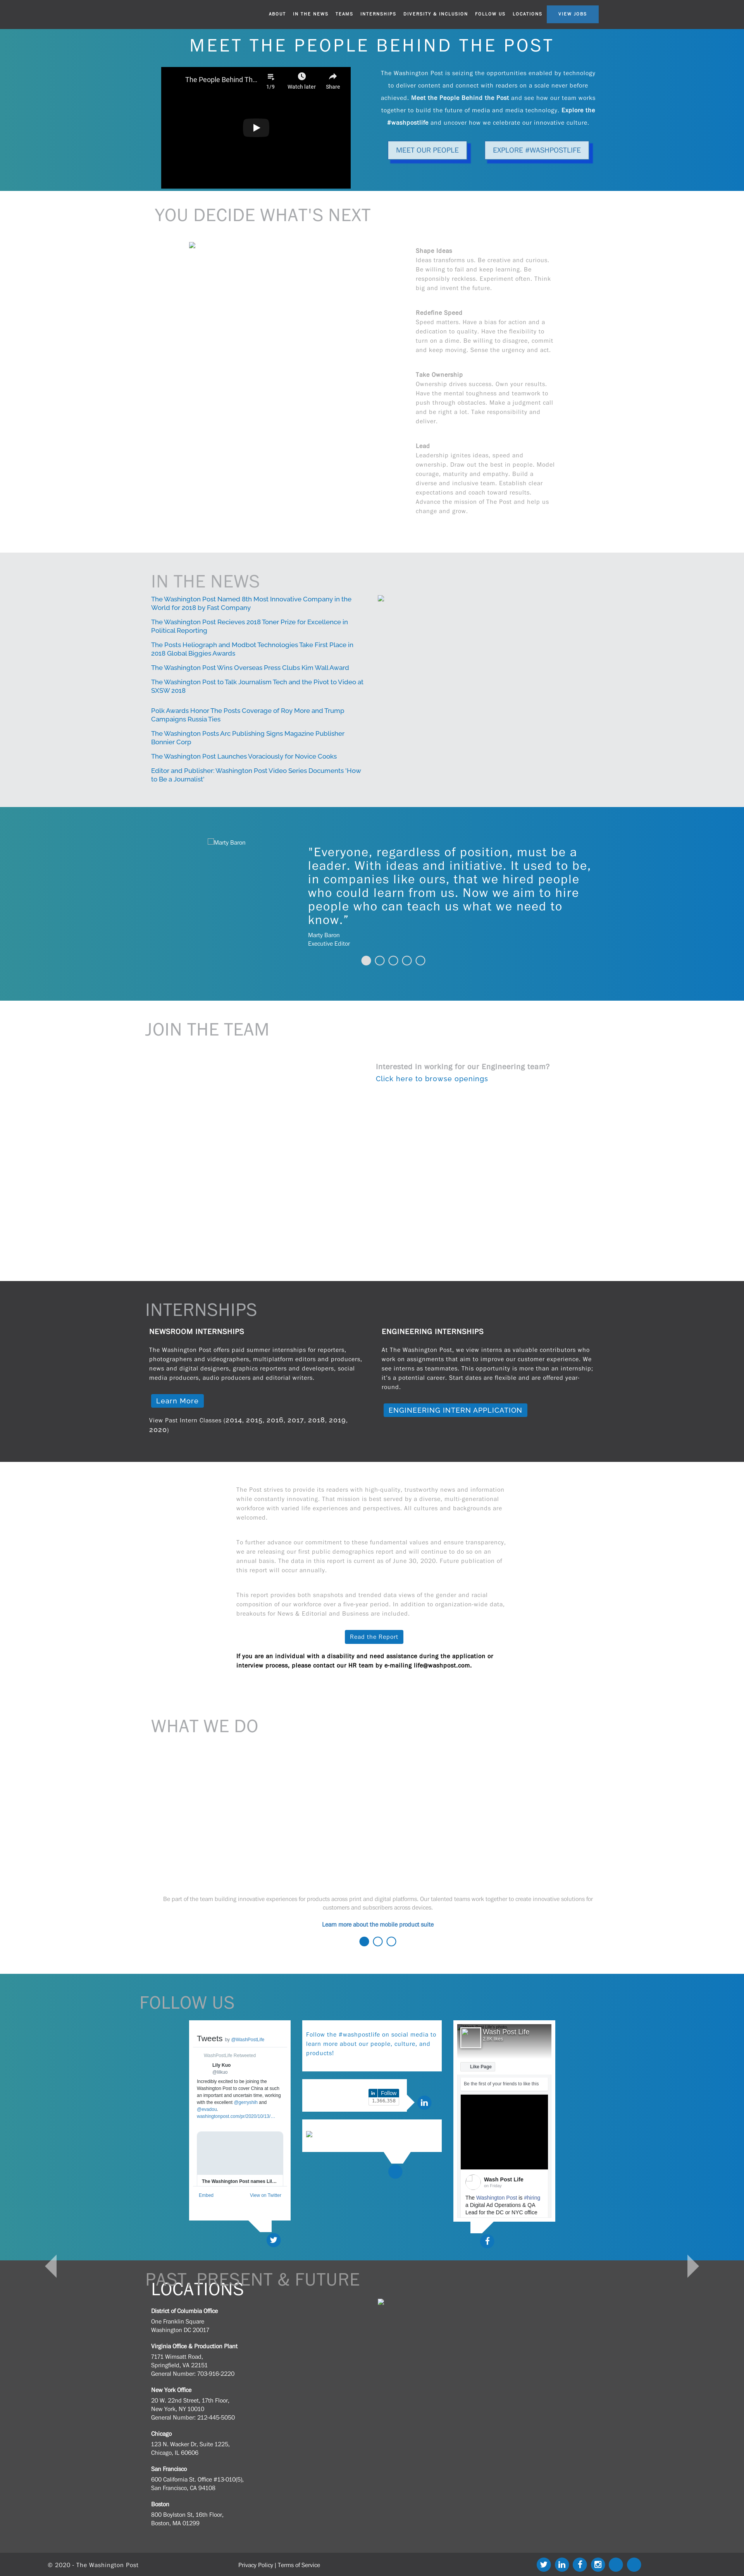 ABOUT IN THE NEWS TEAMS INTERNSHIPS DIVERSITY & INCLUSION FOLLOW US LOCATIONS VIEW JOBS
MEET THE PEOPLE BEHIND THE POST
The People Behind Th...
1/9 Watch later Share
The Washington Post is seizing the opportunities enabled by technology
to deliver content and connect with readers on a scale never before
achieved. Meet the People Behind the Post and see how our team works
together to build the future of media and media technology. Explore the
#washpostlife and uncover how we celebrate our innovative culture.
MEET OUR PEOPLE EXPLORE #WASHPOSTLIFE
YOU DECIDE WHAT'S NEXT
Shape Ideas
Ideas transforms us. Be creative and curious.
Be willing to fail and keep learning. Be
responsibly reckless. Experiment often. Think
big and invent the future.
Redefine Speed
Speed matters. Have a bias for action and a
dedication to quality. Have the flexibility to
turn on a dime. Be willing to disagree, commit
and keep moving. Sense the urgency and act.
Take Ownership
Ownership drives success. Own your results.
Have the mental toughness and teamwork to
push through obstacles. Make a judgment call
and be right a lot. Take responsibility and
deliver.
Lead
Leadership ignites ideas, speed and
ownership. Draw out the best in people. Model
courage, maturity and empathy. Build a
diverse and inclusive team. Establish clear
expectations and coach toward results.
Advance the mission of The Post and help us
change and grow.
IN THE NEWS
The Washington Post Named 8th Most Innovative Company in the
World for 2018 by Fast Company
The Washington Post Recieves 2018 Toner Prize for Excellence in
Political Reporting
The Posts Heliograph and Modbot Technologies Take First Place in
2018 Global Biggies Awards
The Washington Post Wins Overseas Press Clubs Kim Wall Award
The Washington Post to Talk Journalism Tech and the Pivot to Video at
SXSW 2018
Polk Awards Honor The Posts Coverage of Roy More and Trump
Campaigns Russia Ties
The Washington Posts Arc Publishing Signs Magazine Publisher
Bonnier Corp
The Washington Post Launches Voraciously for Novice Cooks
Editor and Publisher: Washington Post Video Series Documents 'How
to Be a Journalist'
Marty Baron
"Everyone, regardless of position, must be a
leader. With ideas and initiative. It used to be,
in companies like ours, that we hired people
who could learn from us. Now we aim to hire
people who can teach us what we need to
know."
Marty Baron
Executive Editor
JOIN THE TEAM
Interested in working for our Engineering team?
Click here to browse openings
INTERNSHIPS
NEWSROOM INTERNSHIPS
The Washington Post offers paid summer internships for reporters,
photographers and videographers, multiplatform editors and producers,
news and digital designers, graphics reporters and developers, social
media producers, audio producers and editorial writers.
Learn More
View Past Intern Classes (2014, 2015, 2016, 2017, 2018, 2019,
2020)
ENGINEERING INTERNSHIPS
At The Washington Post, we view interns as valuable contributors who
work on assignments that aim to improve our customer experience. We
see interns as teammates. This opportunity is more than an internship;
it's a potential career. Start dates are flexible and are offered year-
round.
ENGINEERING INTERN APPLICATION
The Post strives to provide its readers with high-quality, trustworthy news and information
while constantly innovating. That mission is best served by a diverse, multi-generational
workforce with varied life experiences and perspectives. All cultures and backgrounds are
welcomed.
To further advance our commitment to these fundamental values and ensure transparency,
we are releasing our first public demographics report and will continue to do so on an
annual basis. The data in this report is current as of June 30, 2020. Future publication of
this report will occur annually.
This report provides both snapshots and trended data views of the gender and racial
composition of our workforce over a five-year period. In addition to organization-wide data,
breakouts for News & Editorial and Business are included.
Read the Report
If you are an individual with a disability and need assistance during the application or
interview process, please contact our HR team by e-mailing life@washpost.com.
WHAT WE DO
Be part of the team building innovative experiences for products across print and digital platforms. Our talented teams work together to create innovative solutions for
customers and subscribers across devices.
Learn more about the mobile product suite
FOLLOW US
Tweets by @WashPostLife
WashPostLife Retweeted
Lily Kuo
@lilkuo
Incredibly excited to be joining the
Washington Post to cover China at such
an important and uncertain time, working
with the excellent @gerryshih and
@evadou.
washingtonpost.com/pr/2020/10/13/...
The Washington Post names Lil...
Embed View on Twitter
Follow the #washpostlife on social media to
learn more about our people, culture, and
products!
in Follow
1,366,356
Wash Post Life
Like Page
Be the first of your friends to like this
Wash Post Life
on Friday
The Washington Post is #hiring
a Digital Ad Operations & QA
Lead for the DC or NYC office
PAST, PRESENT & FUTURE
LOCATIONS
District of Columbia Office
One Franklin Square
Washington DC 20017
Virginia Office & Production Plant
7171 Wimsatt Road,
Springfield, VA 22151
General Number: 703-916-2220
New York Office
20 W. 22nd Street, 17th Floor,
New York, NY 10010
General Number: 212-445-5050
Chicago
123 N. Wacker Dr, Suite 1225,
Chicago, IL 60606
San Francisco
600 California St. Office #13-010(5),
San Francisco, CA 94108
Boston
800 Boylston St, 16th Floor,
Boston, MA 01299
© 2020 - The Washington Post Privacy Policy | Terms of Service